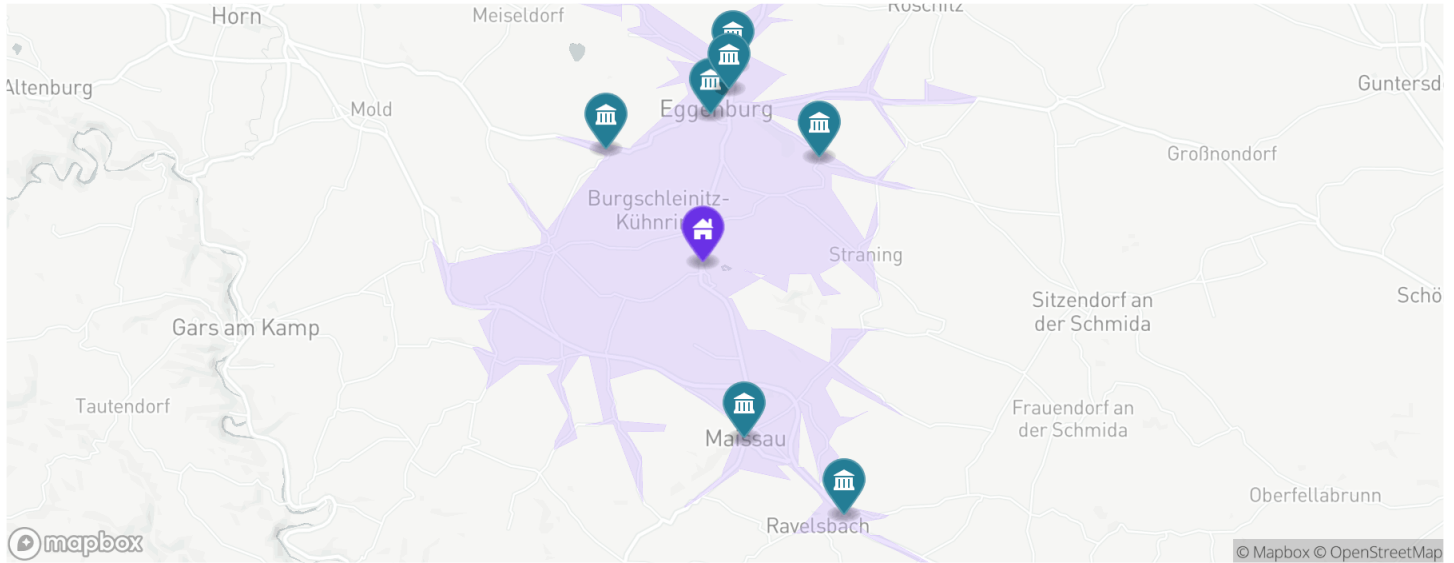 Horn
Meiseldorf
Röschitz
Altenburg
Guntersd
Mold
Eggenburg
Großnondorf
Burgschleinitz-
Kühnri
Straning
Sitzendorf an
der Schmida
Schö
Gars am Kamp
Tautendorf
Frauendorf an
der Schmida
Maissau
Oberfellabrunn
Ravelsbach
mapbox
© Mapbox © OpenStreetMap